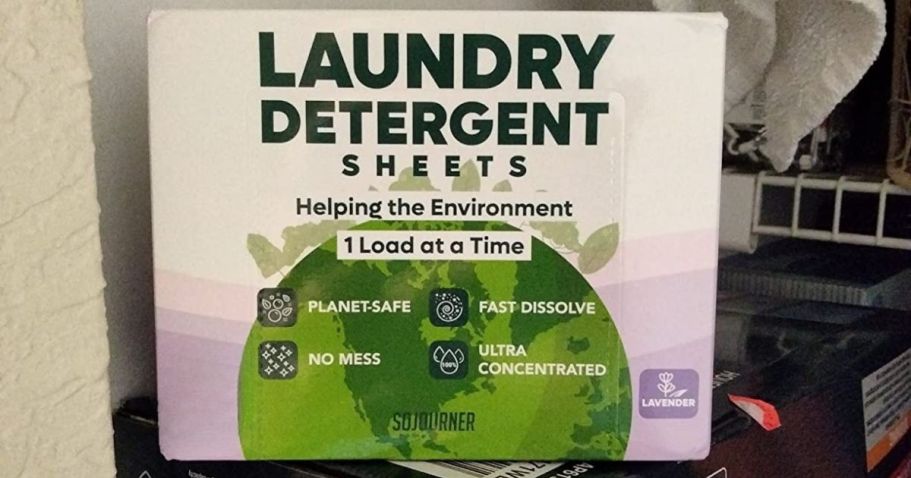 LAUNDRY
DETERGENT
SHEETS
Helping the Environment
1 Load at a Time
PLANET-SAFE
FAST DISSOLVE
NO MESS
100%
ULTRA
CONCENTRATED
LAVENDER
SOJOURNER